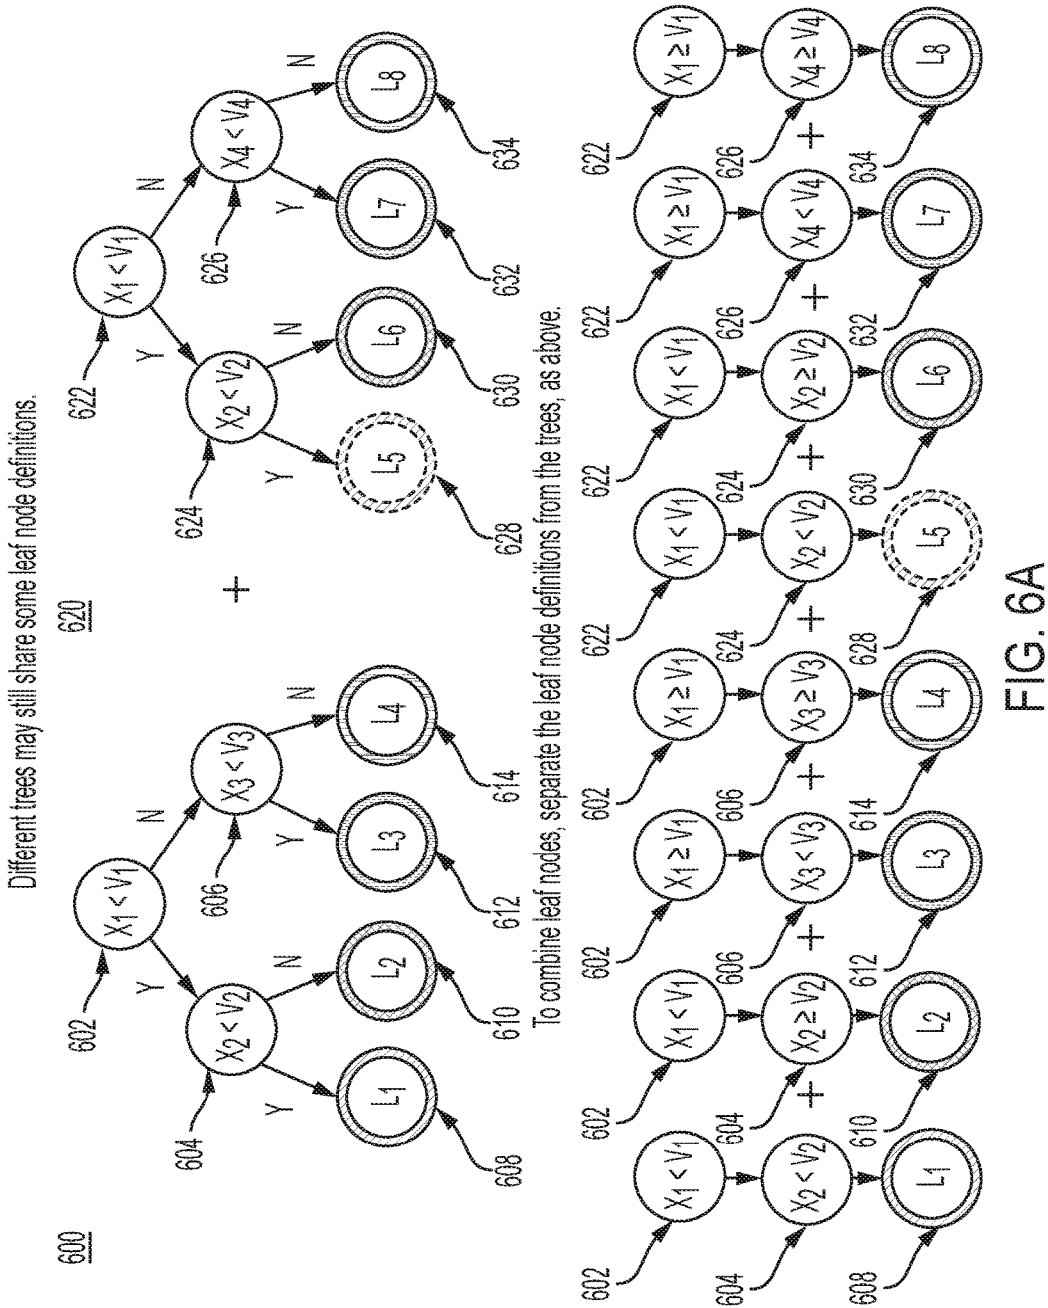 Different trees may still share some leaf node definitions.
600
620
602
X1 < V1
622
X1 < V1
Y
N
Y
N
604
X2 < V2
606
X3 < V3
+
624
X2 < V2
626
X4 < V4
Y
N
Y
N
Y
N
Y
N
L1
L2
L3
L4
L5
L6
L7
L8
608
610
612
614
628
630
632
634
To combine leaf nodes, separate the leaf node definitions from the trees, as above.
602
602
602
602
622
622
622
622
X1 < V1
X1 < V1
X1 ≥ V1
X1 ≥ V1
X1 < V1
X1 < V1
X1 ≥ V1
X1 ≥ V1
604
604
606
606
624
624
626
626
X2 < V2
+
X2 ≥ V2
+
X3 < V3
+
X3 ≥ V3
+
X2 < V2
+
X2 ≥ V2
+
X4 < V4
+
X4 ≥ V4
608
610
612
614
628
630
632
634
L1
L2
L3
L4
L5
L6
L7
L8
FIG. 6A